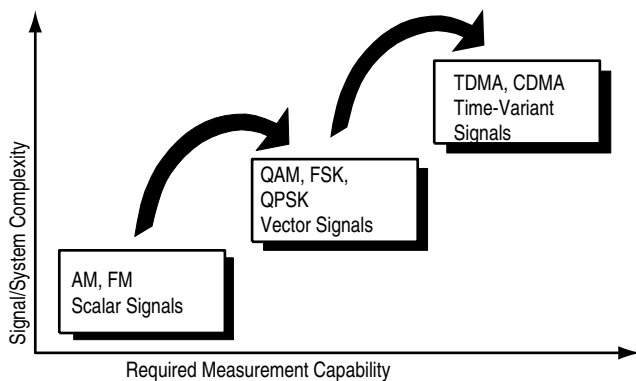 TDMA, CDMA
Time-Variant
Signals
QAM, FSK,
QPSK
Vector Signals
AM, FM
Scalar Signals
Signal/System Complexity
Required Measurement Capability